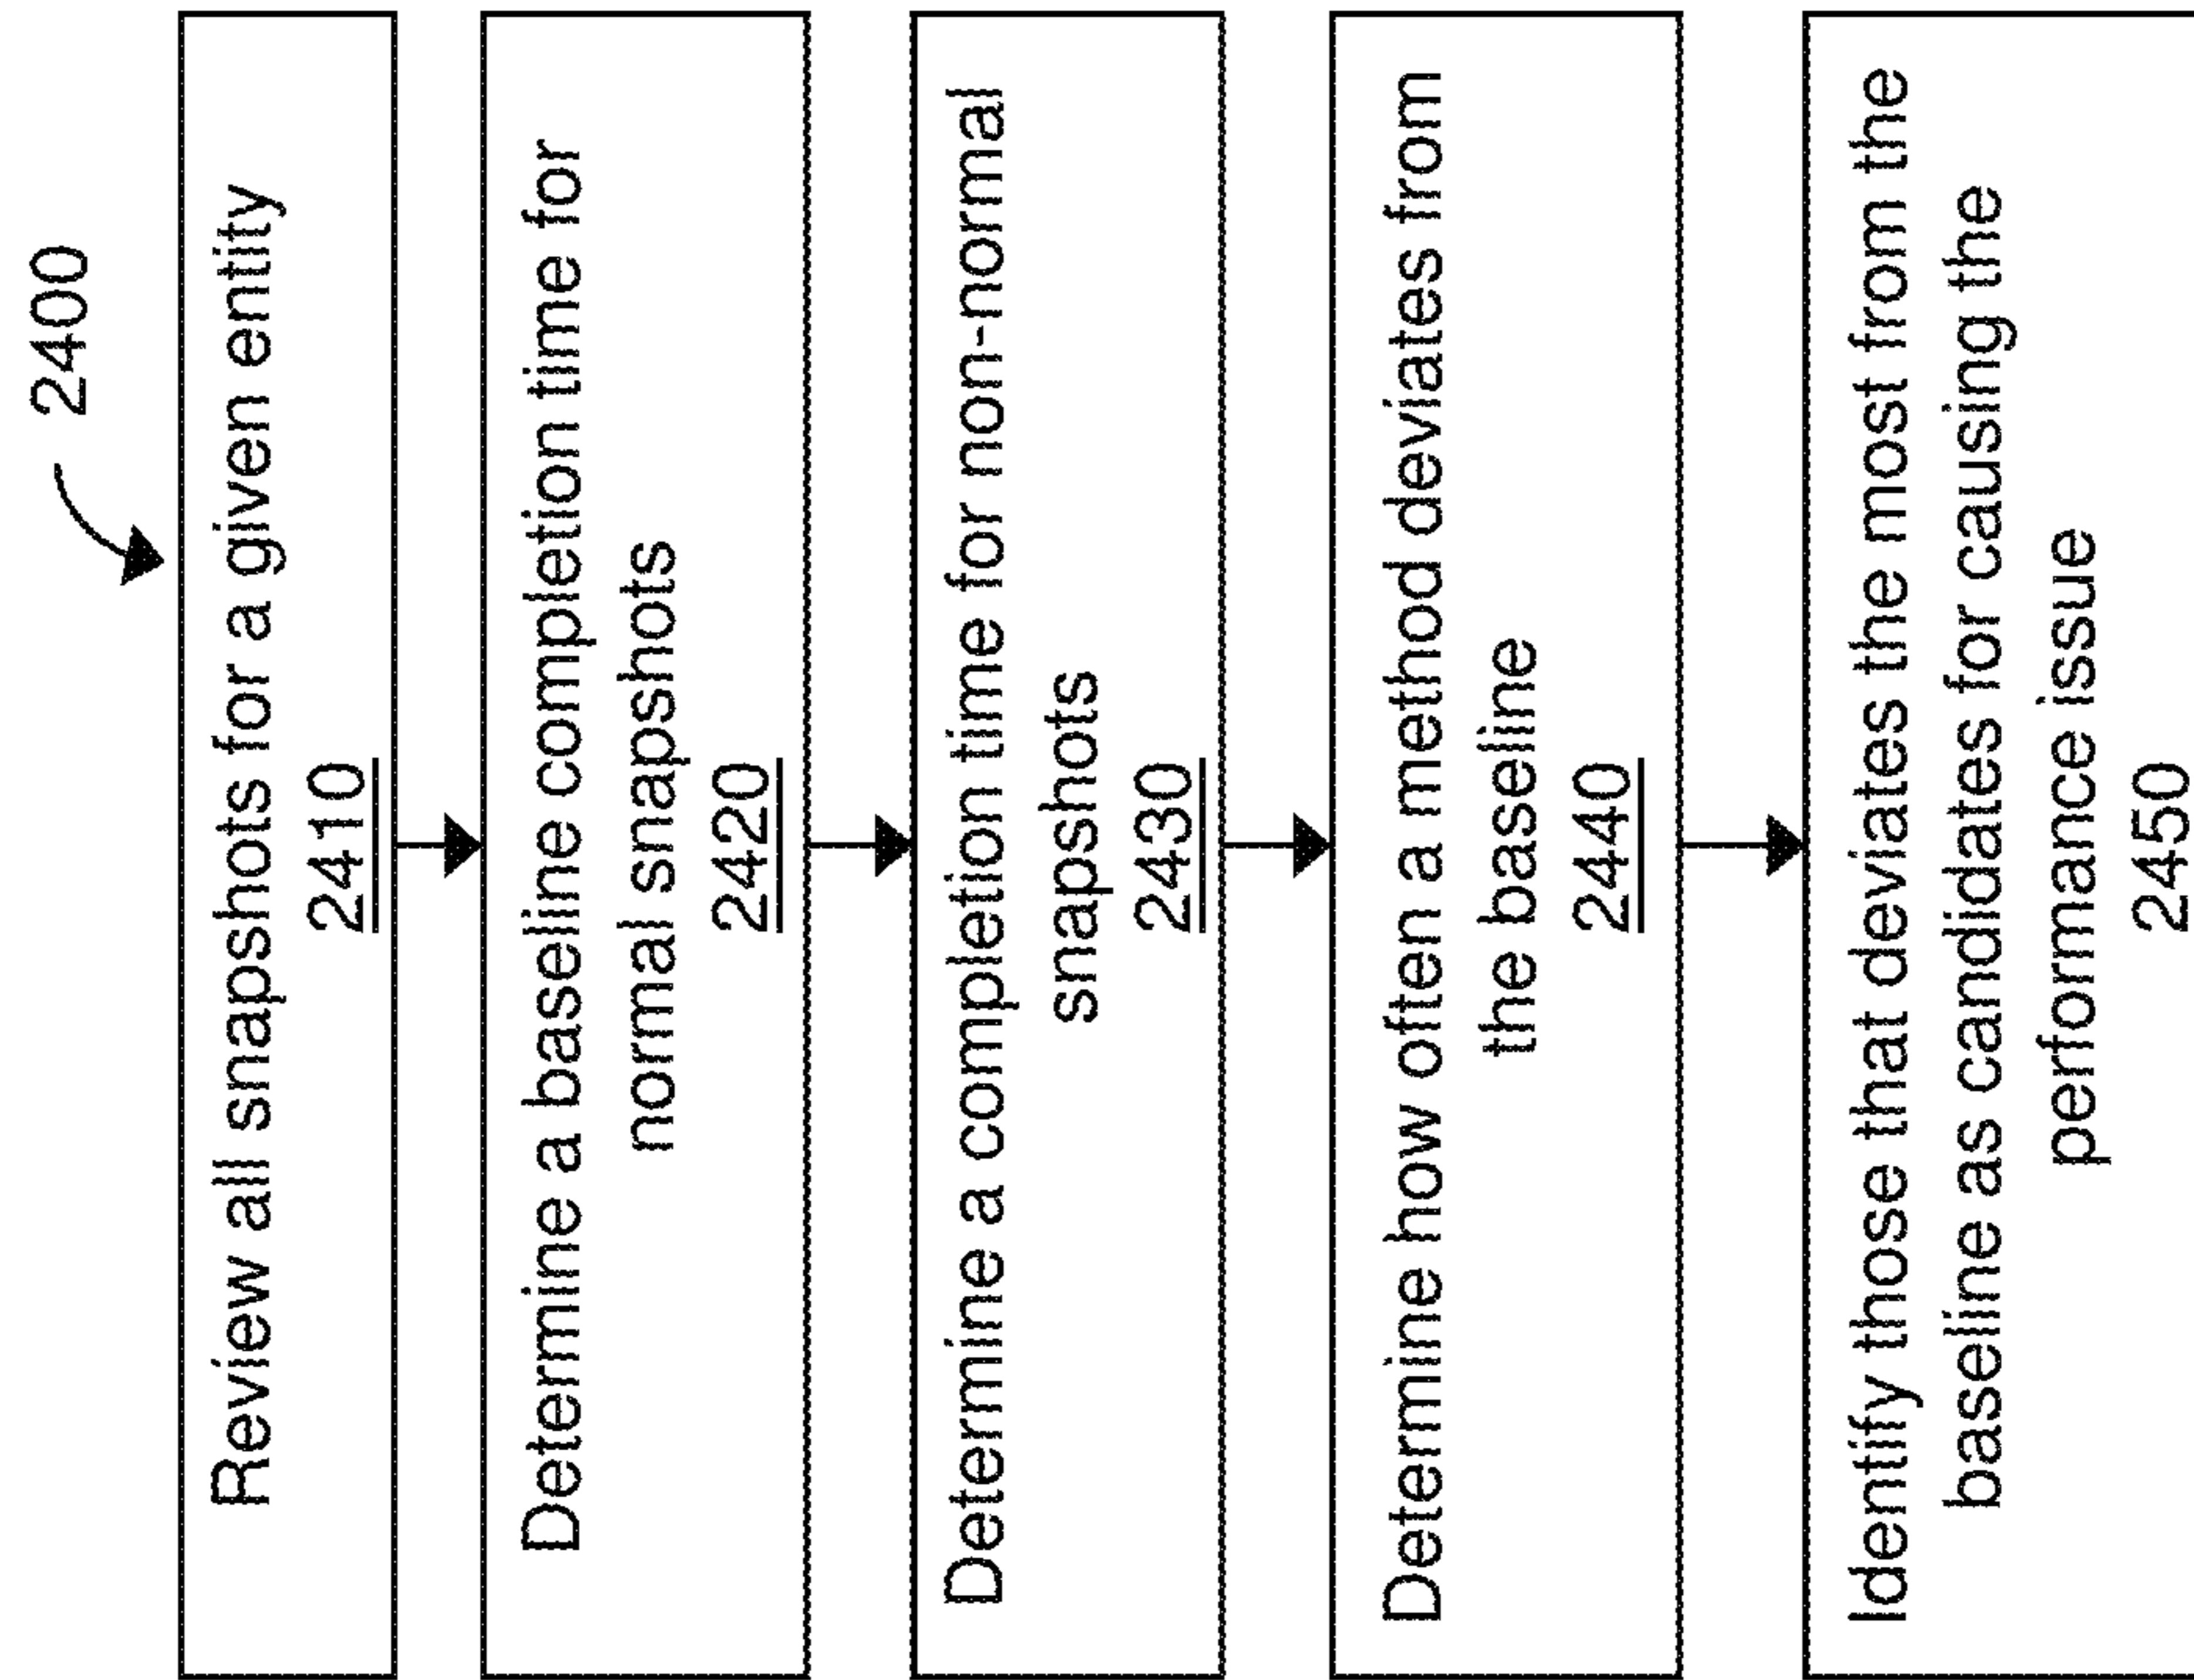 2400
Review all snapshots for a given entity
2410
Determine a baseline completion time for
normal snapshots
2420
Determine a completion time for non-normal
snapshots
2430
Determine how often a method deviates from
the baseline
2440
Identify those that deviates the most from the
baseline as candidates for causing the
performance issue
2450